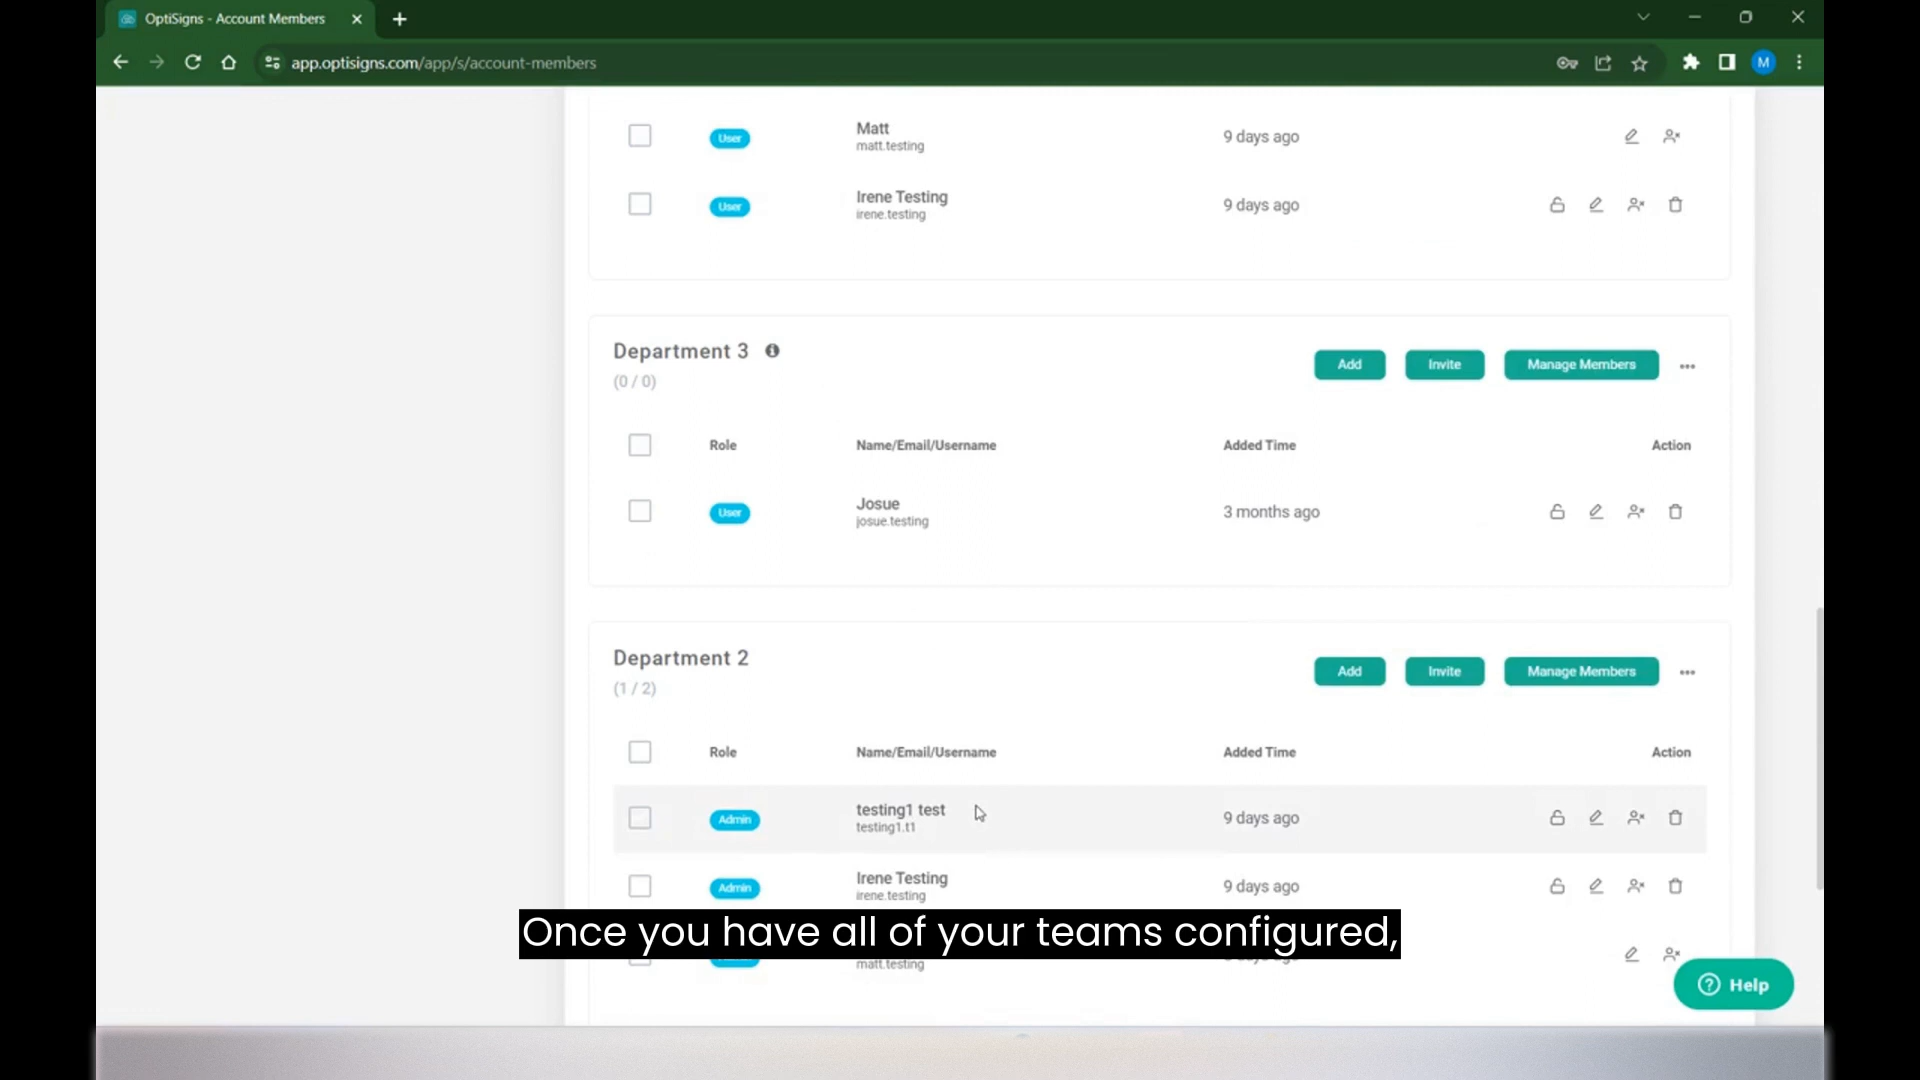 OptiSigns - Account Members
app.optisigns.com/app/s/account-members
M
User
Matt
matt.testing
9 days ago
User
Irene Testing
irene.testing
9 days ago
Department 3
(0 / 0)
Add
Invite
Manage Members
Role
Name/Email/Username
Added Time
Action
User
Josue
josue.testing
3 months ago
Department 2
(1 / 2)
Add
Invite
Manage Members
Role
Name/Email/Username
Added Time
Action
Admin
testing1 test
testing1.t1
9 days ago
Admin
Irene Testing
irene.testing
9 days ago
Once you have all of your teams configured,
matt.testing
Help